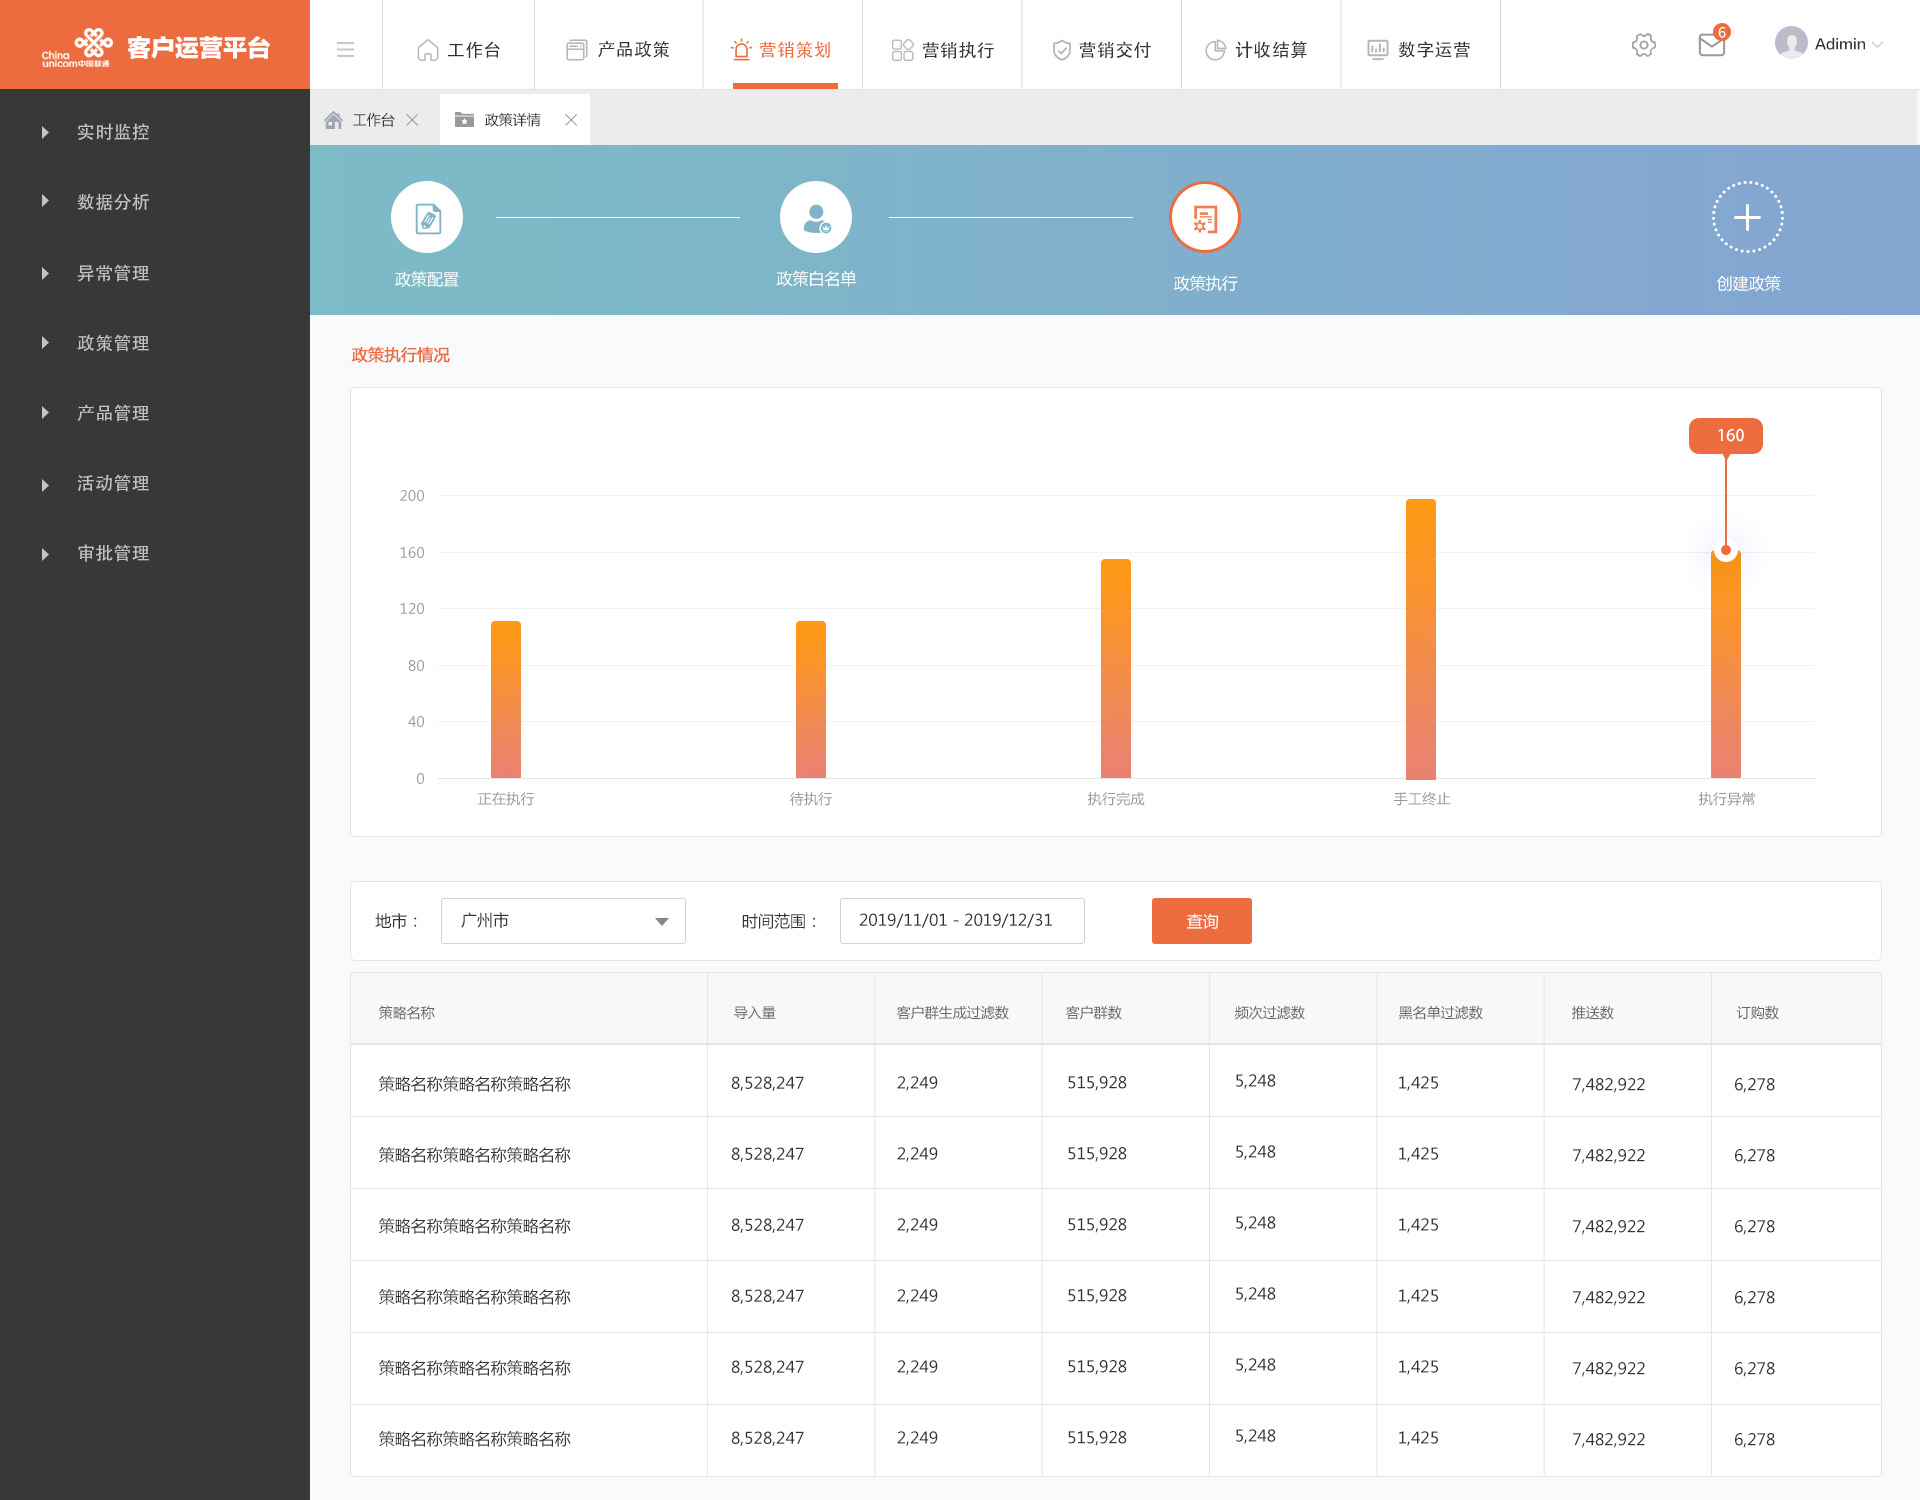 China
unicom中国联通
客户运营平台
工作台
产品政策
营销策划
营销执行
营销交付
计收结算
数字运营
6
Adimin
工作台
政策详情
实时监控
数据分析
异常管理
政策管理
产品管理
活动管理
审批管理
政策配置
政策白名单
政策执行
创建政策
政策执行情况
160
200
160
120
80
40
0
正在执行
待执行
执行完成
手工终止
执行异常
地市：
广州市
时间范围：
2019/11/01 - 2019/12/31
查询
策略名称 导入量 客户群生成过滤数 客户群数 频次过滤数 黑名单过滤数 推送数 订购数
策略名称策略名称策略名称 8,528,247 2,249 515,928 5,248 1,425 7,482,922 6,278
策略名称策略名称策略名称 8,528,247 2,249 515,928 5,248 1,425 7,482,922 6,278
策略名称策略名称策略名称 8,528,247 2,249 515,928 5,248 1,425 7,482,922 6,278
策略名称策略名称策略名称 8,528,247 2,249 515,928 5,248 1,425 7,482,922 6,278
策略名称策略名称策略名称 8,528,247 2,249 515,928 5,248 1,425 7,482,922 6,278
策略名称策略名称策略名称 8,528,247 2,249 515,928 5,248 1,425 7,482,922 6,278